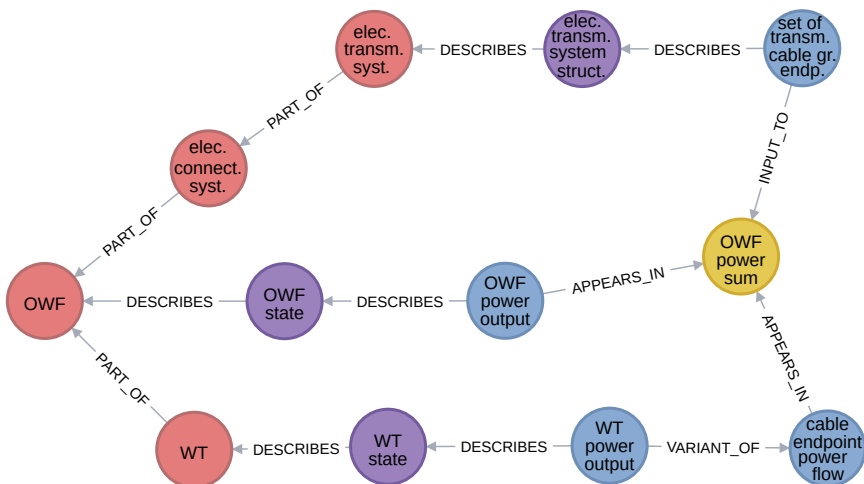 elec.
transm.
syst.
DESCRIBES
elec.
transm.
system
struct.
DESCRIBES
set of
transm.
cable gr.
endp.
PART_OF
INPUT_TO
elec.
connect.
syst.
PART_OF
OWF
power
sum
APPEARS_IN
OWF
DESCRIBES
OWF
state
DESCRIBES
OWF
power
output
APPEARS_IN
PART_OF
WT
DESCRIBES
WT
state
DESCRIBES
WT
power
output
VARIANT_OF
cable
endpoint
power
flow